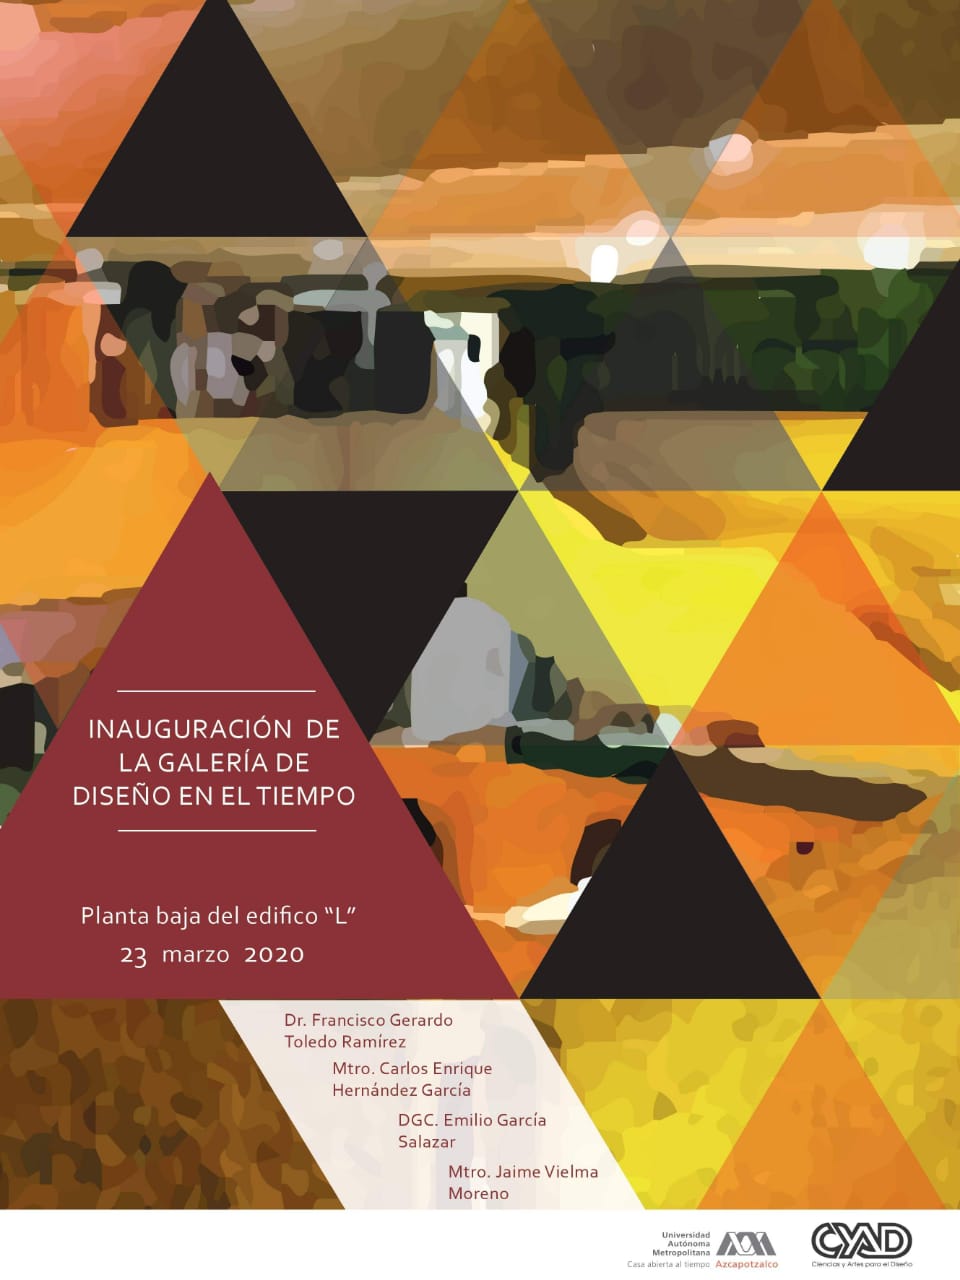 INAUGURACIÓN DE
LA GALERÍA DE
DISEÑO EN EL TIEMPO
Planta baja del edifico “L”
23 marzo 2020
Dr. Francisco Gerardo
Toledo Ramírez
Mtro. Carlos Enrique
Hernández García
DGC. Emilio García
Salazar
Mtro. Jaime Vielma
Moreno
Universidad
Autónoma
Metropolitana
Casa abierta al tiempo Azcapotzalco
CYAD
Ciencias y Artes para el Diseño